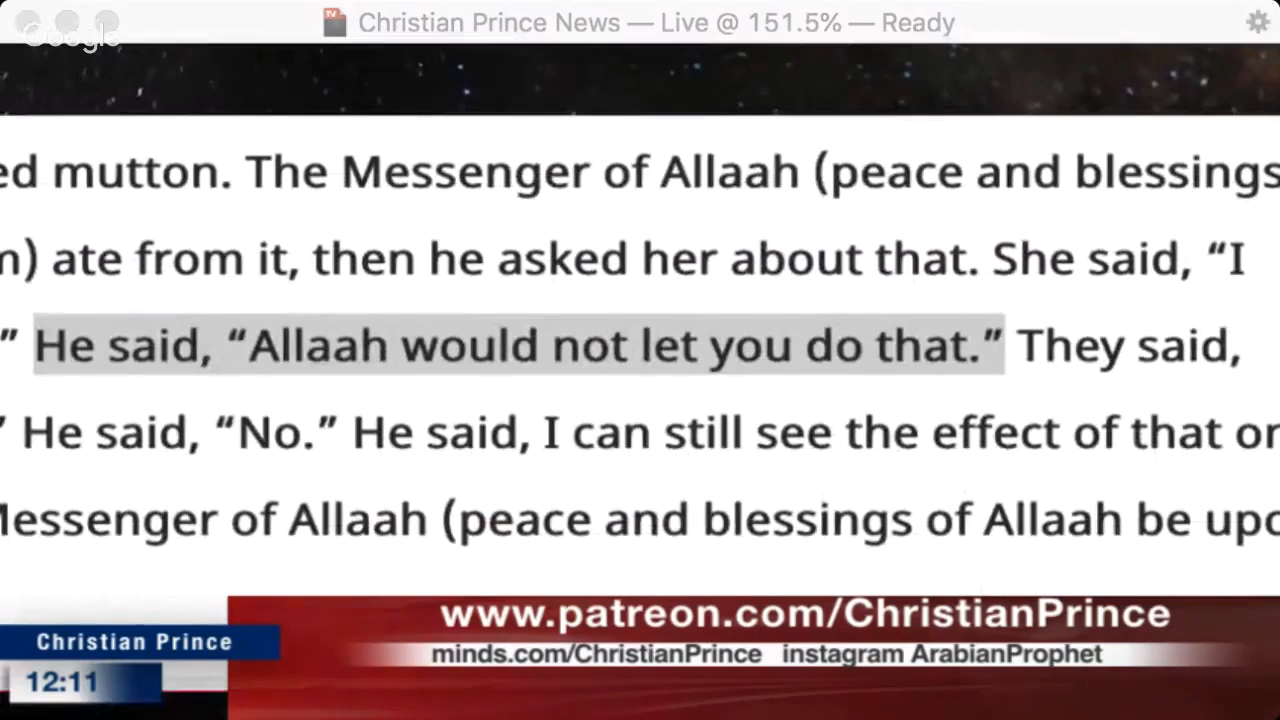 Christian Prince News — Live @ 151.5% — Ready
Google
ed mutton. The Messenger of Allaah (peace and blessings
) ate from it, then he asked her about that. She said, “I
” He said, “Allaah would not let you do that.” They said,
” He said, “No.” He said, I can still see the effect of that
Messenger of Allaah (peace and blessings of Allaah be upo
www.patreon.com/ChristianPrince
minds.com/ChristianPrince instagram ArabianProphet
Christian Prince
12:11